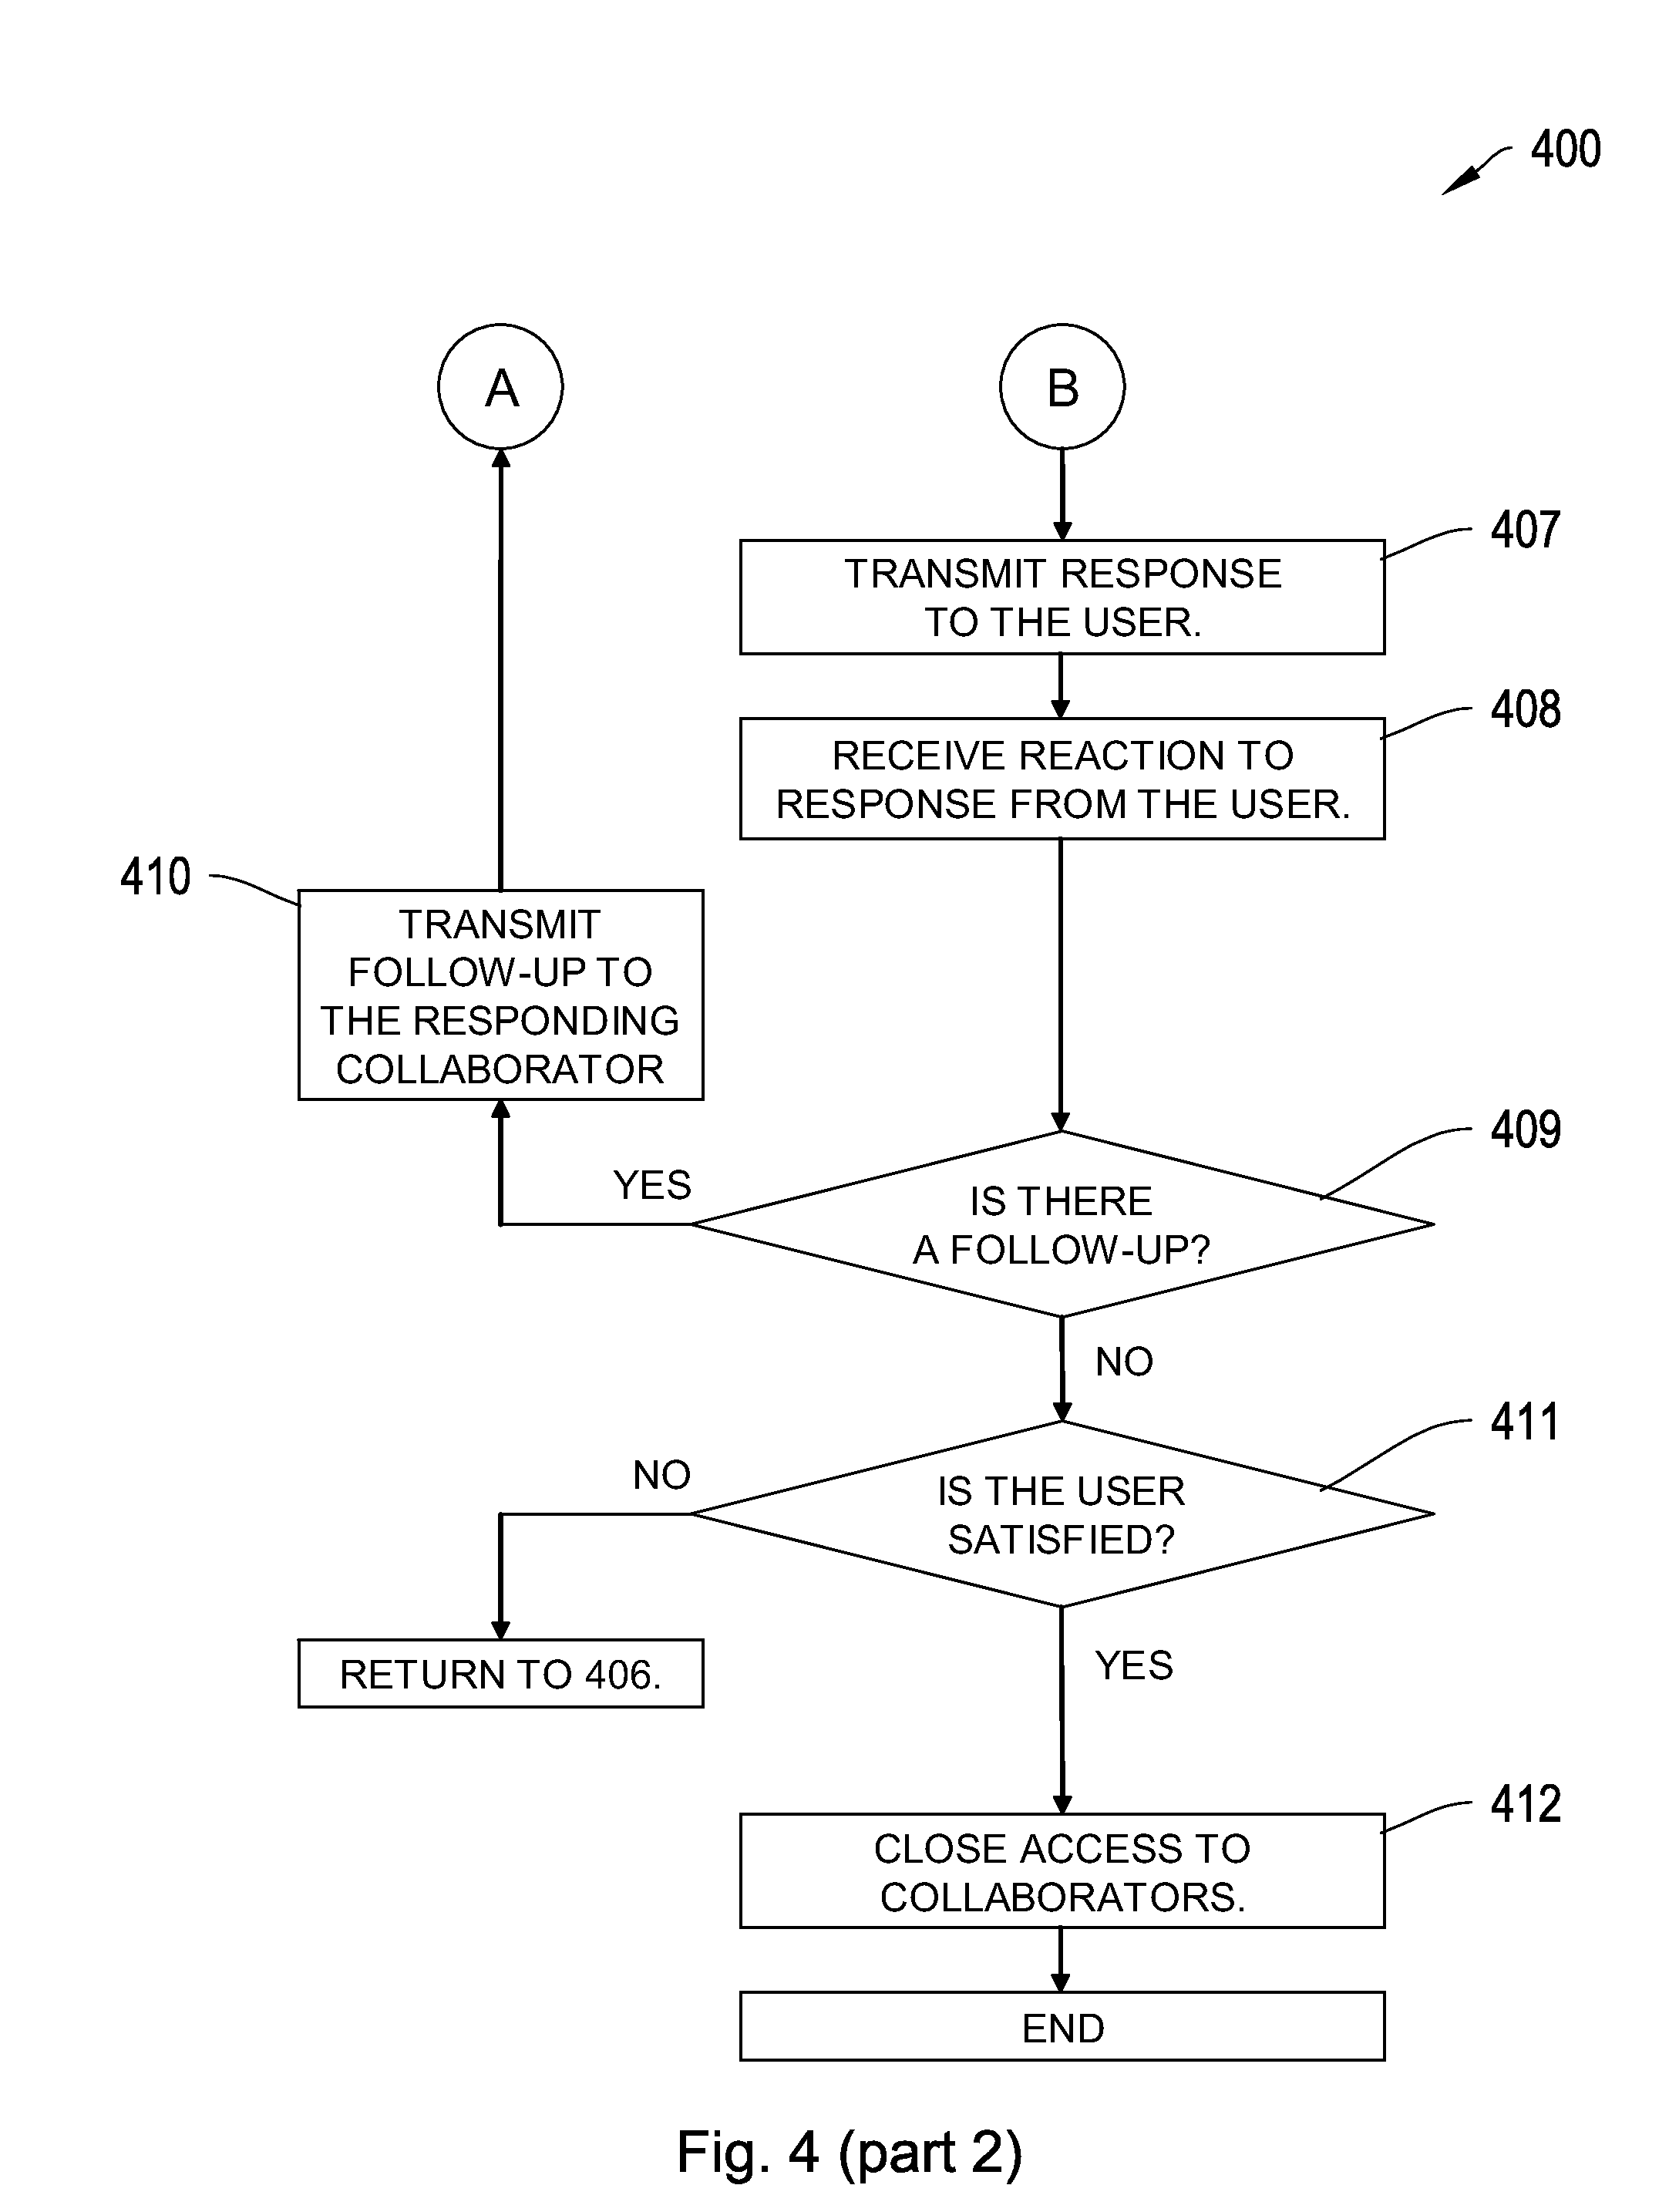 400
A
B
407
TRANSMIT RESPONSE
TO THE USER.
408
RECEIVE REACTION TO
RESPONSE FROM THE USER.
410
TRANSMIT
FOLLOW-UP TO
THE RESPONDING
COLLABORATOR
409
YES
IS THERE
A FOLLOW-UP?
NO
411
NO
IS THE USER
SATISFIED?
RETURN TO 406.
YES
412
CLOSE ACCESS TO
COLLABORATORS.
END
Fig. 4 (part 2)